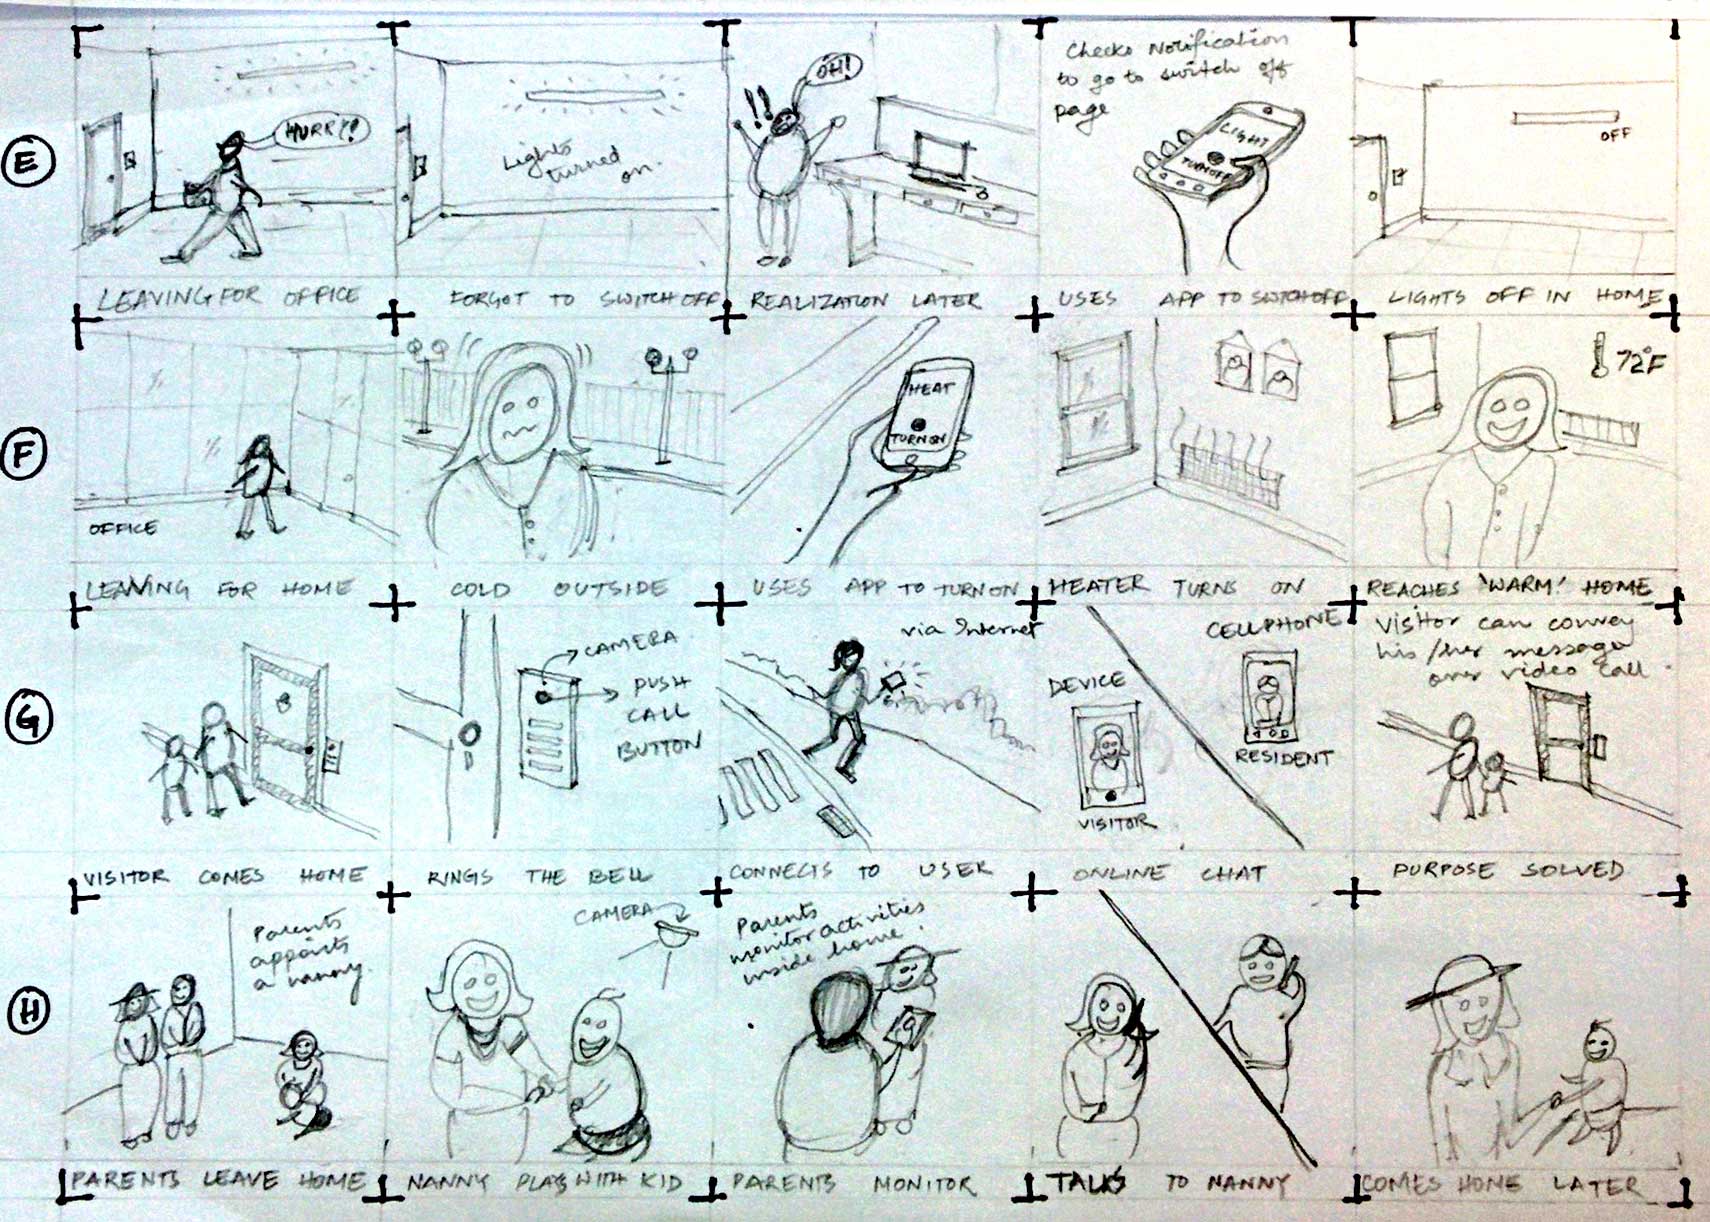 E
HURRY!
LEAVING FOR OFFICE
Lights
turned
on.
FORGOT TO SWITCH OFF
!!
OH!
REALIZATION LATER
Checks Notification
to go to switch off
page
LIGHT
TURN OFF
USES APP TO SWITCH OFF
OFF
LIGHTS OFF IN HOME
F
OFFICE
LEAVING FOR HOME
COLD OUTSIDE
HEAT
TURN ON
USES APP TO TURN ON
HEATER TURNS ON
72°F
REACHES 'WARM' HOME
G
VISITOR COMES HOME
CAMERA
PUSH
CALL
BUTTON
RINGS THE BELL
via Internet
CONNECTS TO USER
CELLPHONE
DEVICE
RESIDENT
VISITOR
ONLINE CHAT
Visitor can convey
his/her message
over video call.
PURPOSE SOLVED
H
Parents
appoints
a nanny.
PARENTS LEAVE HOME
CAMERA
NANNY PLAYS WITH KID
Parents
monitor activities
inside home.
PARENTS MONITOR
TALKS TO NANNY
COMES HOME LATER